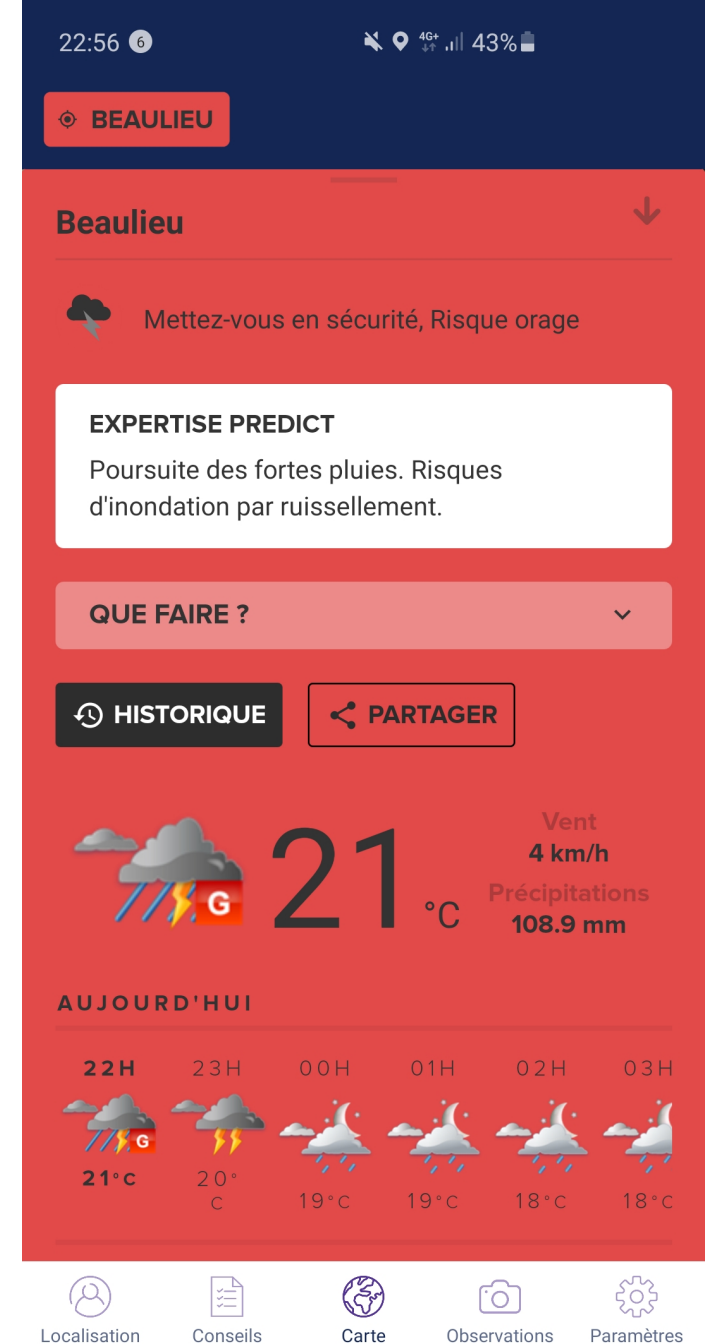 22:56 6 4G+ 43%
BEAULIEU
Beaulieu
Mettez-vous en sécurité, Risque orage
EXPERTISE PREDICT
Poursuite des fortes pluies. Risques
d'inondation par ruissellement.
QUE FAIRE ?
HISTORIQUE PARTAGER
G 21 °C
Vent
4 km/h
Précipitations
108.9 mm
AUJOURD'HUI
22H 23H 00H 01H 02H 03H
G
21°C 20°C 19°C 19°C 18°C 18°C
Localisation Conseils Carte Observations Paramètres